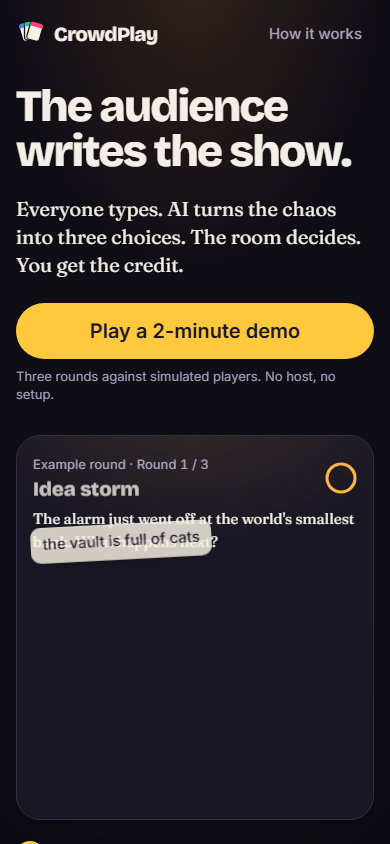 CrowdPlay
How it works
The audience
writes the show.
Everyone types. AI turns the chaos
into three choices. The room decides.
You get the credit.
Play a 2-minute demo
Three rounds against simulated players. No host, no
setup.
Example round · Round 1 / 3
Idea storm
The alarm just went off at the world's smallest
the vault is full of cats